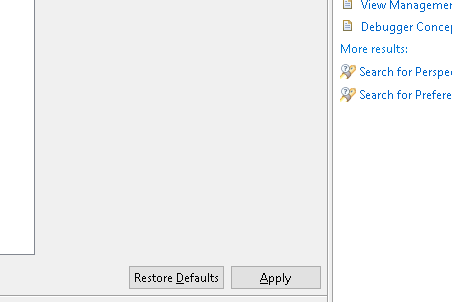 View Managemer
Debugger Concep
More results:
Search for Perspec
Search for Prefere
Restore Defaults
Apply